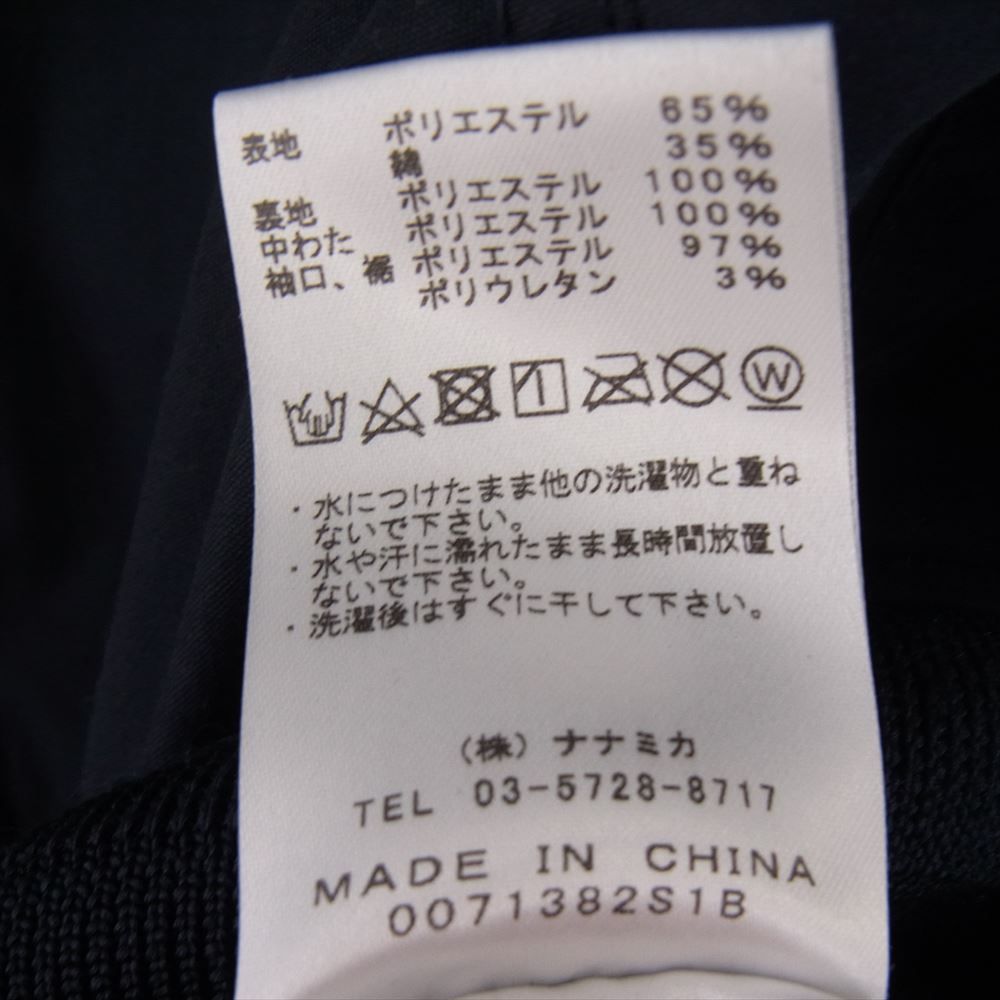 表地 ポリエステル 65%
綿 35%
裏地 ポリエステル 100%
中わた ポリエステル 100%
袖口、裾 ポリエステル 97%
ポリウレタン 3%
W
・水につけたまま他の洗濯物と重ね
ないで下さい。
・水や汗に濡れたまま長時間放置し
ないで下さい。
・洗濯後はすぐに干して下さい。
（株）ナナミカ
TEL 03-5728-8717
MADE IN CHINA
0071382S1B